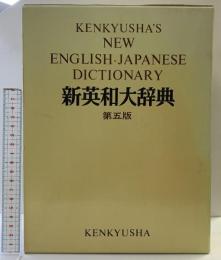 KENKYUSHA'S
NEW
ENGLISH-JAPANESE
DICTIONARY
新英和大辞典
第五版
KENKYUSHA